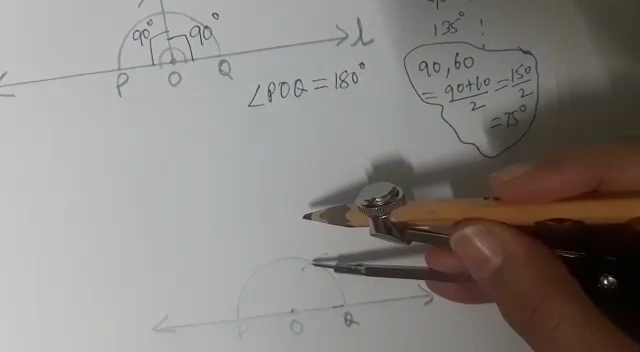 135°
90° 90°
l
P O Q
∠POQ = 180°
90, 60
= 90+60/2 = 150/2
= 75°
O Q